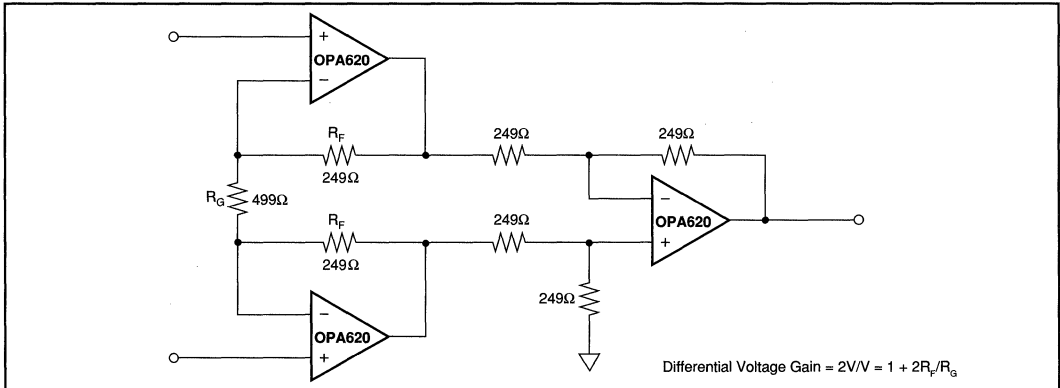 +
OPA620
−
R_F
249Ω
249Ω
249Ω
R_G 499Ω
−
OPA620
+
R_F
249Ω
249Ω
249Ω
−
OPA620
+
Differential Voltage Gain = 2V/V = 1 + 2R_F/R_G